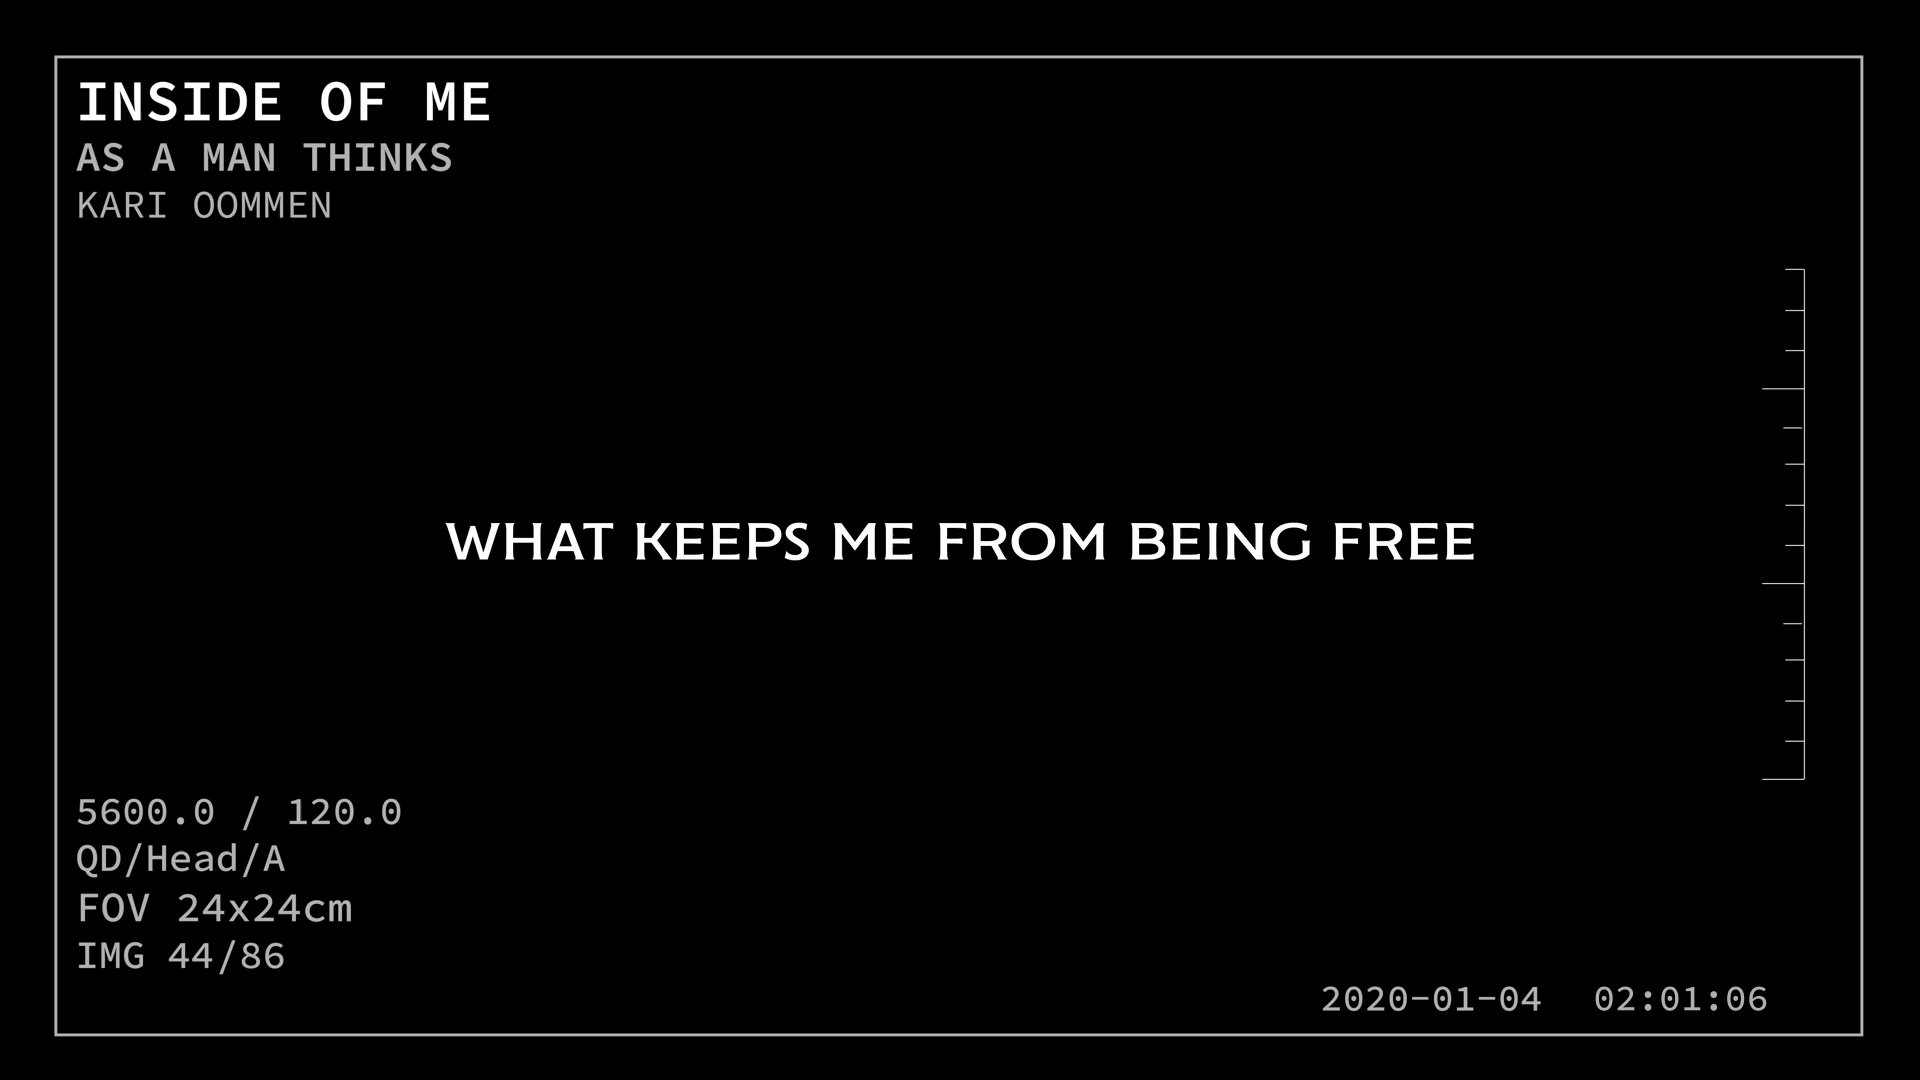 INSIDE OF ME
AS A MAN THINKS
KARI OOMMEN
WHAT KEEPS ME FROM BEING FREE
5600.0 / 120.0
QD/Head/A
FOV 24x24cm
IMG 44/86
2020-01-04 02:01:06